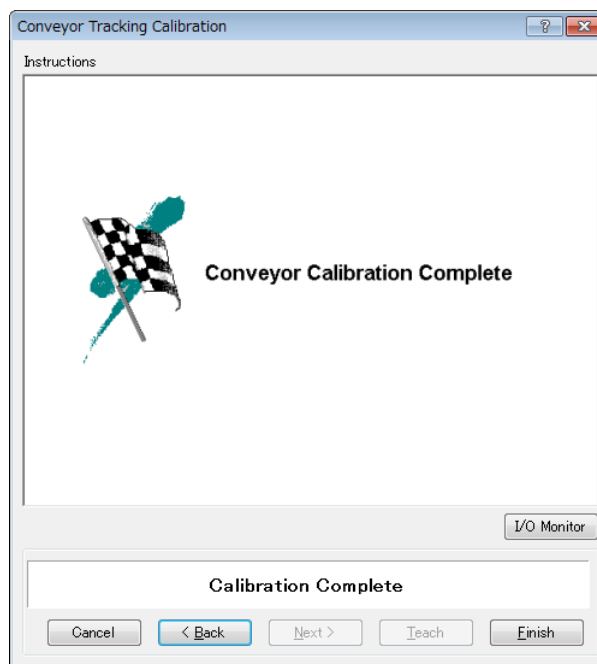 Conveyor Tracking Calibration
Instructions
Conveyor Calibration Complete
I/O Monitor
Calibration Complete
Cancel < Back Next > Teach Finish